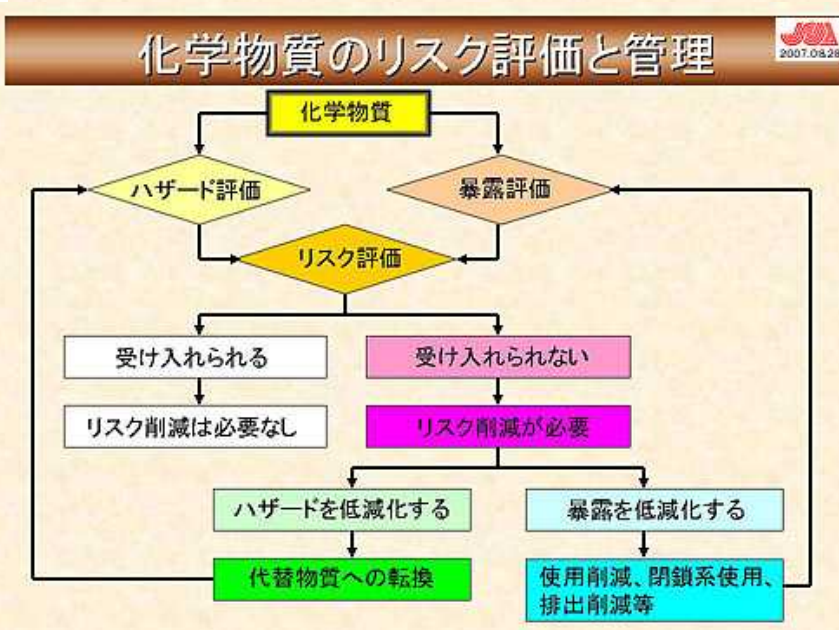 化学物質のリスク評価と管理
2007.08.28
化学物質
ハザード評価
暴露評価
リスク評価
受け入れられる
受け入れられない
リスク削減は必要なし
リスク削減が必要
ハザードを低減化する
暴露を低減化する
代替物質への転換
使用削減、閉鎖系使用、
排出削減等